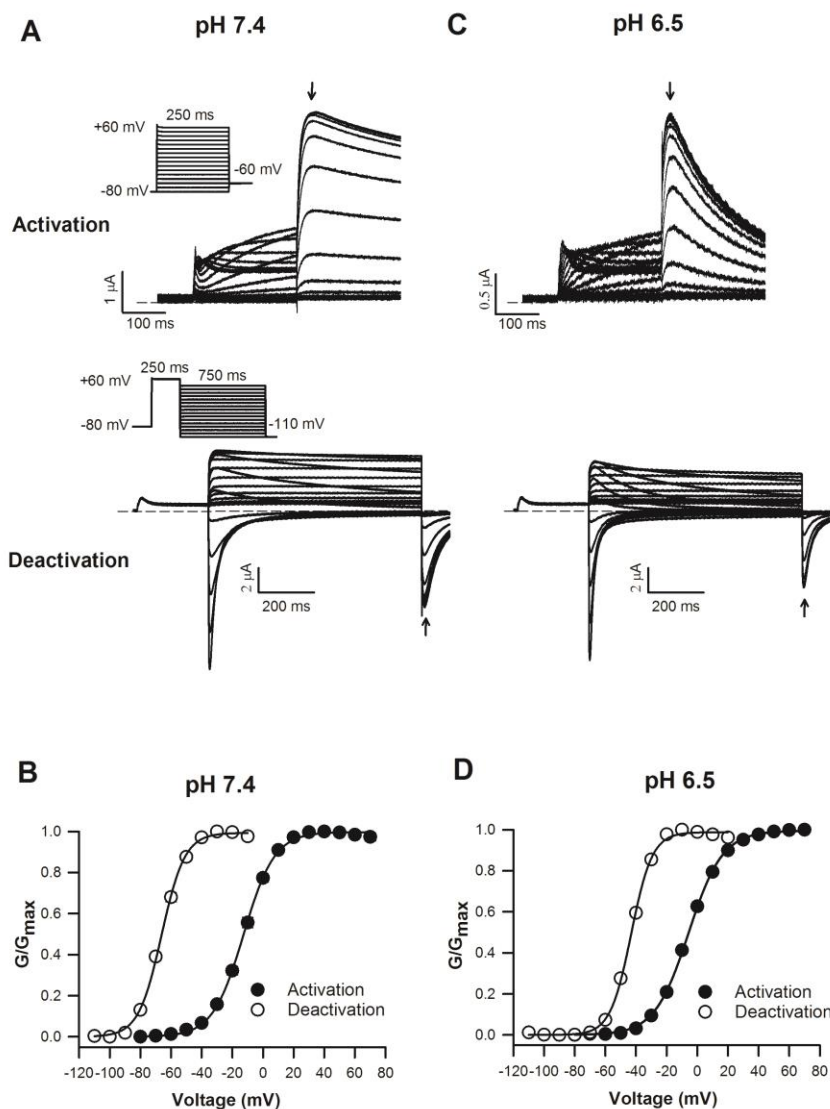 A
pH 7.4
250 ms
+60 mV
-60 mV
-80 mV
Activation
1 µA
100 ms
250 ms
750 ms
+60 mV
-80 mV
-110 mV
Deactivation
2 µA
200 ms
C
pH 6.5
0.5 µA
100 ms
2 µA
200 ms
B
pH 7.4
G/Gmax
1.0
0.8
0.6
0.4
0.2
0.0
Activation
Deactivation
-120 -100 -80 -60 -40 -20 0 20 40 60 80
Voltage (mV)
D
pH 6.5
G/Gmax
1.0
0.8
0.6
0.4
0.2
0.0
Activation
Deactivation
-120 -100 -80 -60 -40 -20 0 20 40 60 80
Voltage (mV)